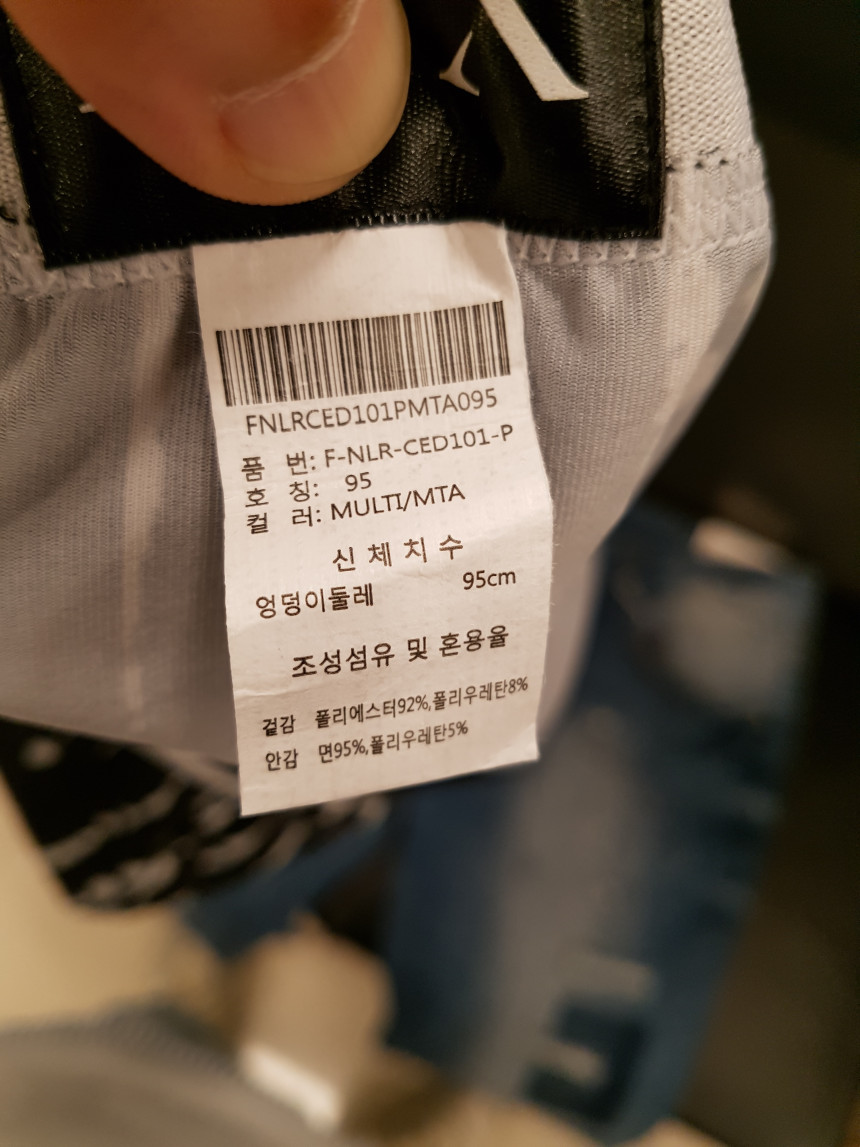 FNLRCED101PMTA095
품 번: F-NLR-CED101-P
호 칭: 95
컬 러: MULTI/MTA
신 체 치 수
엉덩이둘레 95cm
조성섬유 및 혼용율
겉감 폴리에스터92%,폴리우레탄8%
안감 면95%,폴리우레탄5%